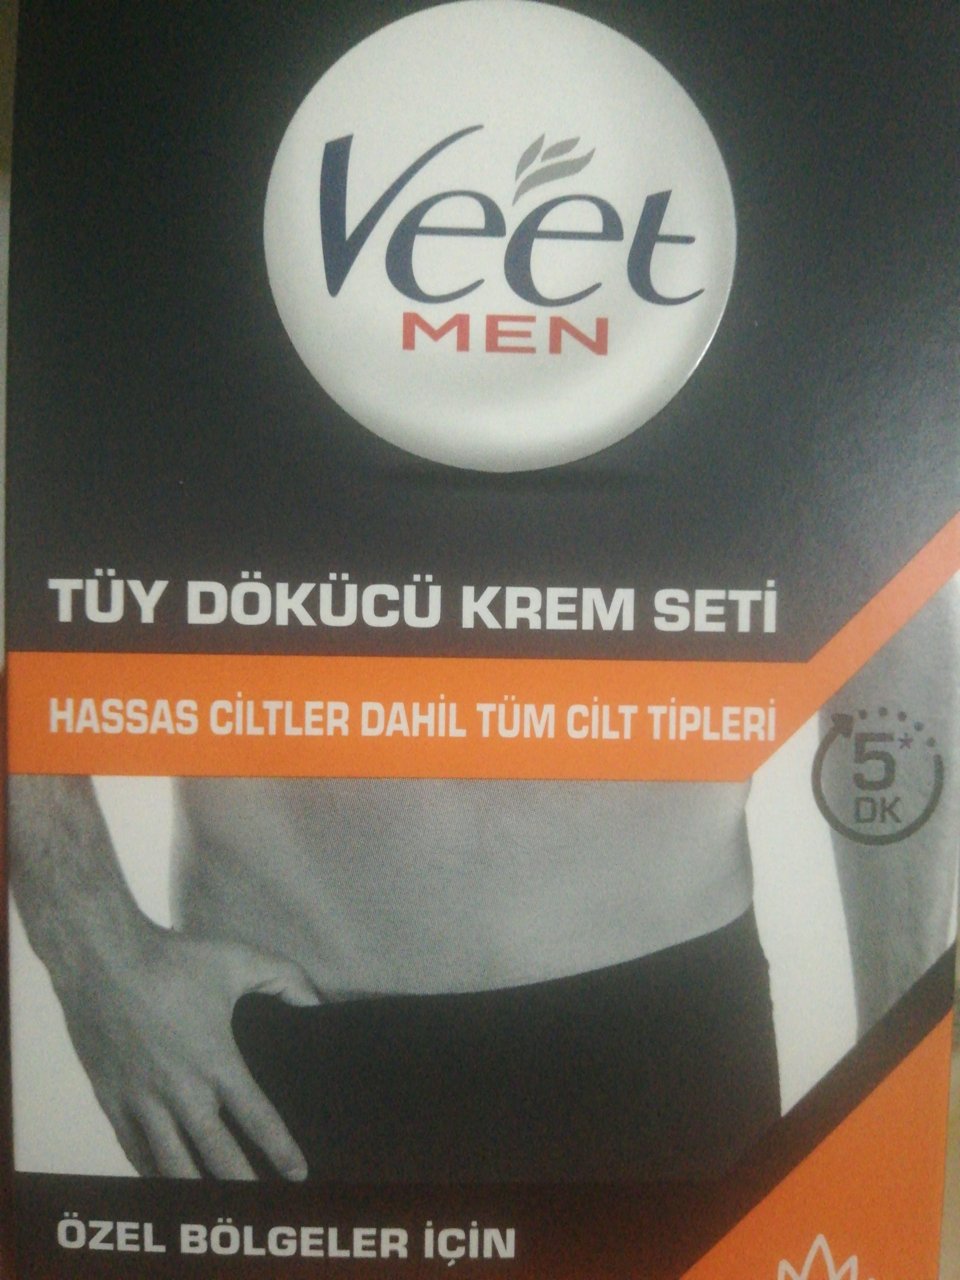 Veet
MEN
TÜY DÖKÜCÜ KREM SETİ
HASSAS CİLTLER DAHİL TÜM CİLT TİPLERİ
5*
DK
ÖZEL BÖLGELER İÇİN